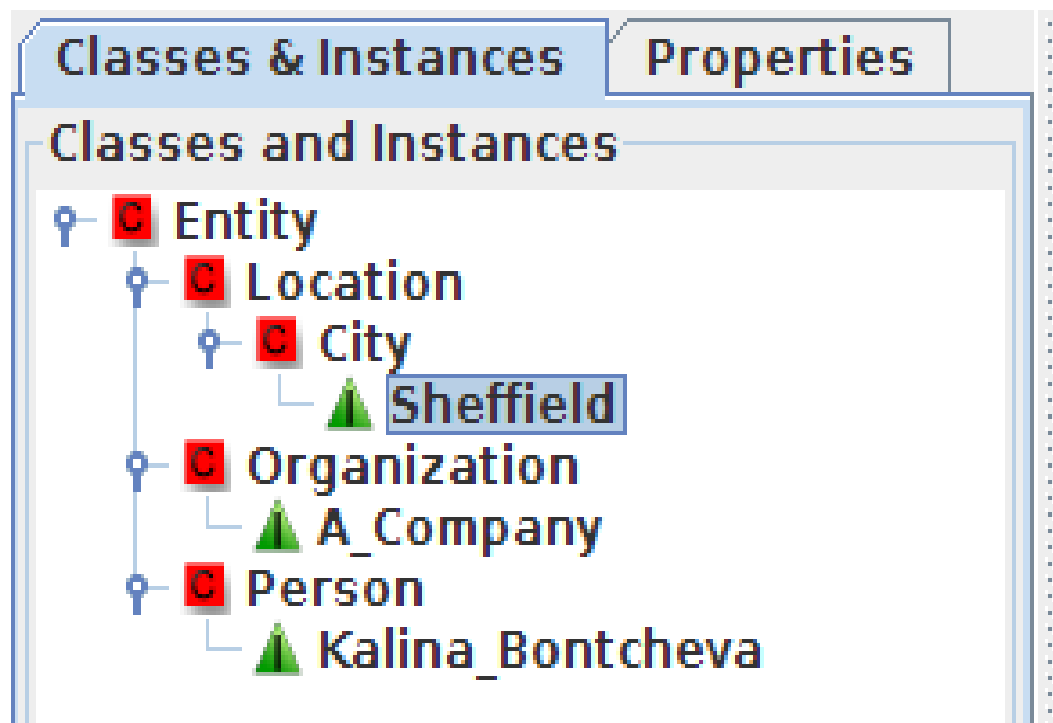 Classes & Instances Properties
Classes and Instances
C Entity
C Location
C City
Sheffield
C Organization
A_Company
C Person
Kalina_Bontcheva